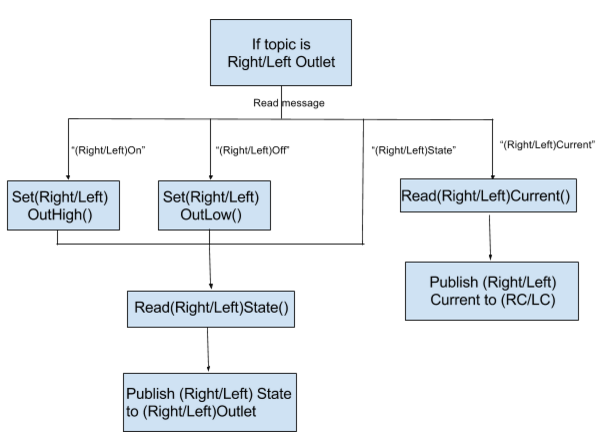 If topic is
Right/Left Outlet
Read message
"(Right/Left)On"
"(Right/Left)Off"
"(Right/Left)State"
"(Right/Left)Current"
Set(Right/Left)
OutHigh()
Set(Right/Left)
OutLow()
Read(Right/Left)Current()
Publish (Right/Left)
Current to (RC/LC)
Read(Right/Left)State()
Publish (Right/Left) State
to (Right/Left)Outlet